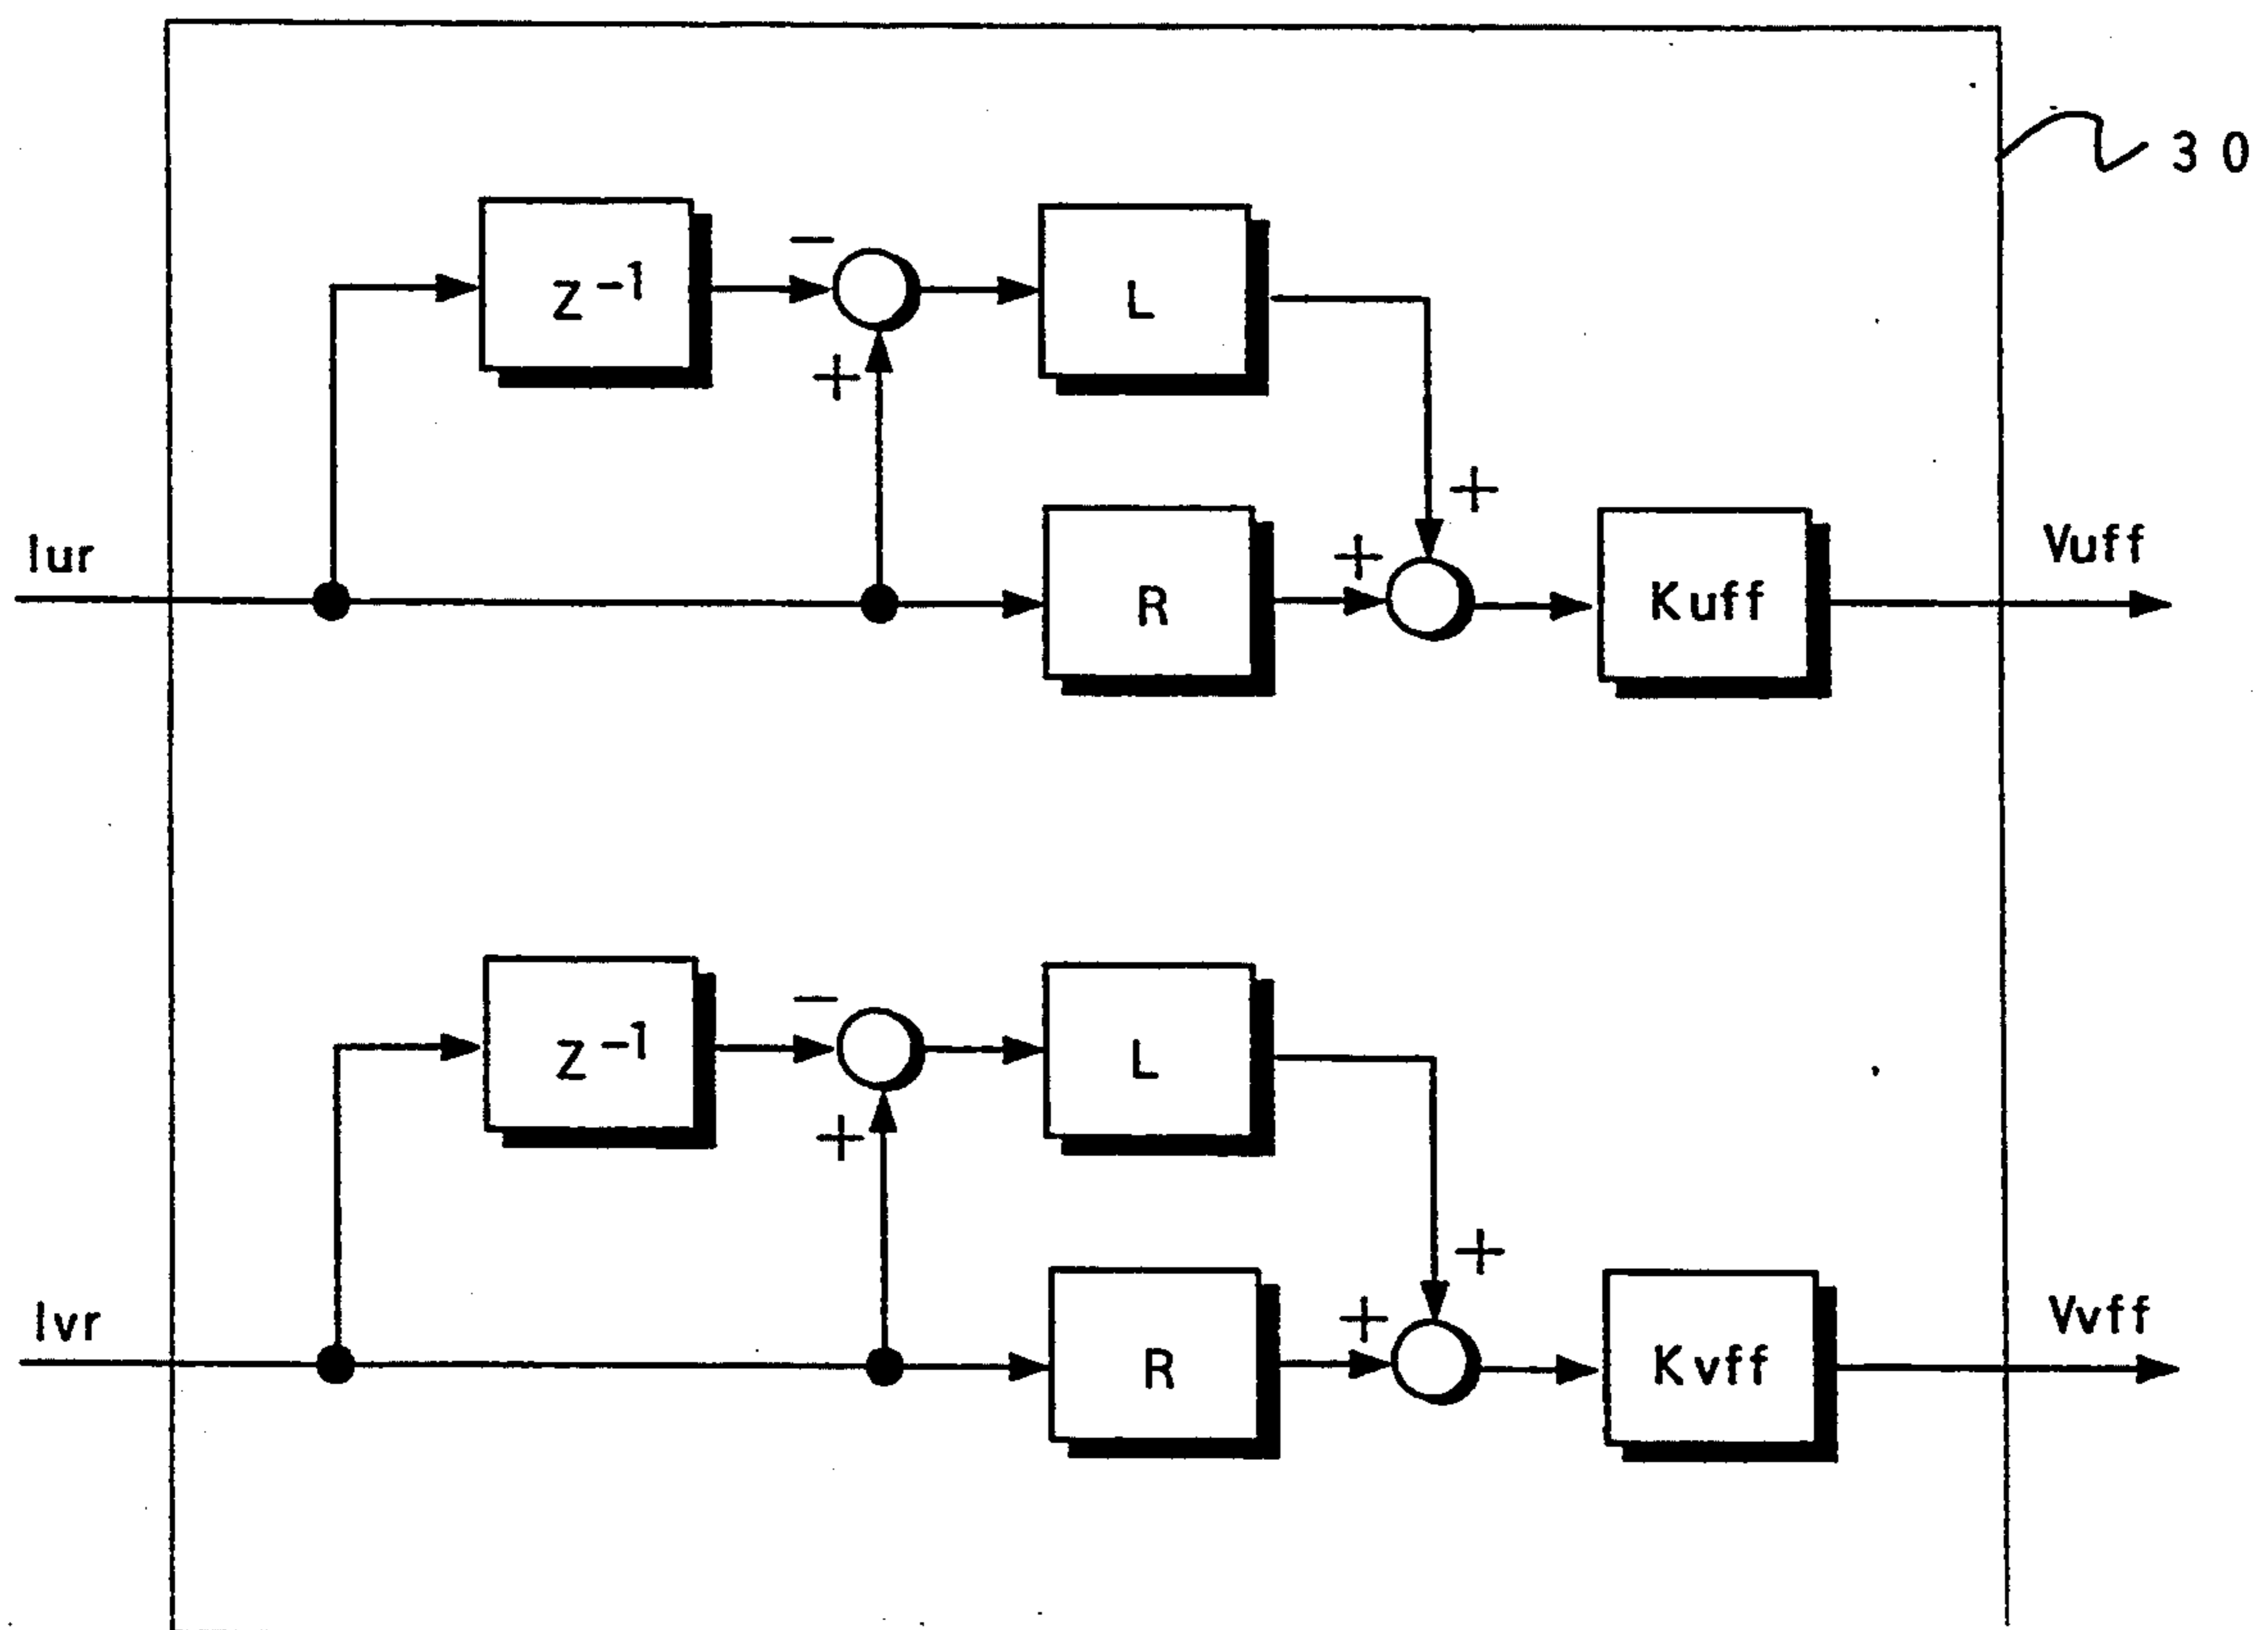 30
Z⁻¹
−
L
+
+
Iur
R
+
Kuff
Vuff
Z⁻¹
−
L
+
+
Ivr
R
+
Kvff
Vvff